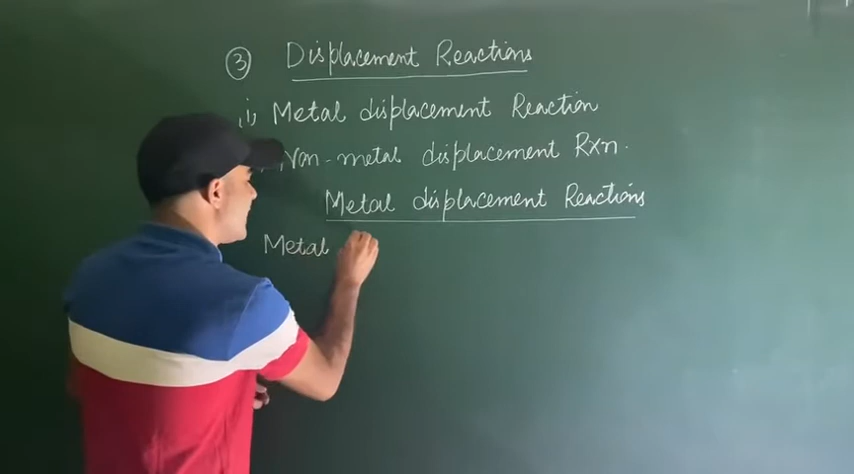 ③ Displacement Reactions
i) Metal displacement Reaction
Non-metal displacement Rxn.
Metal displacement Reactions
Metal